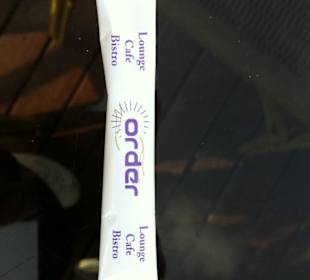 Lounge
Cafe
Bistro
order
Lounge
Cafe
Bistro